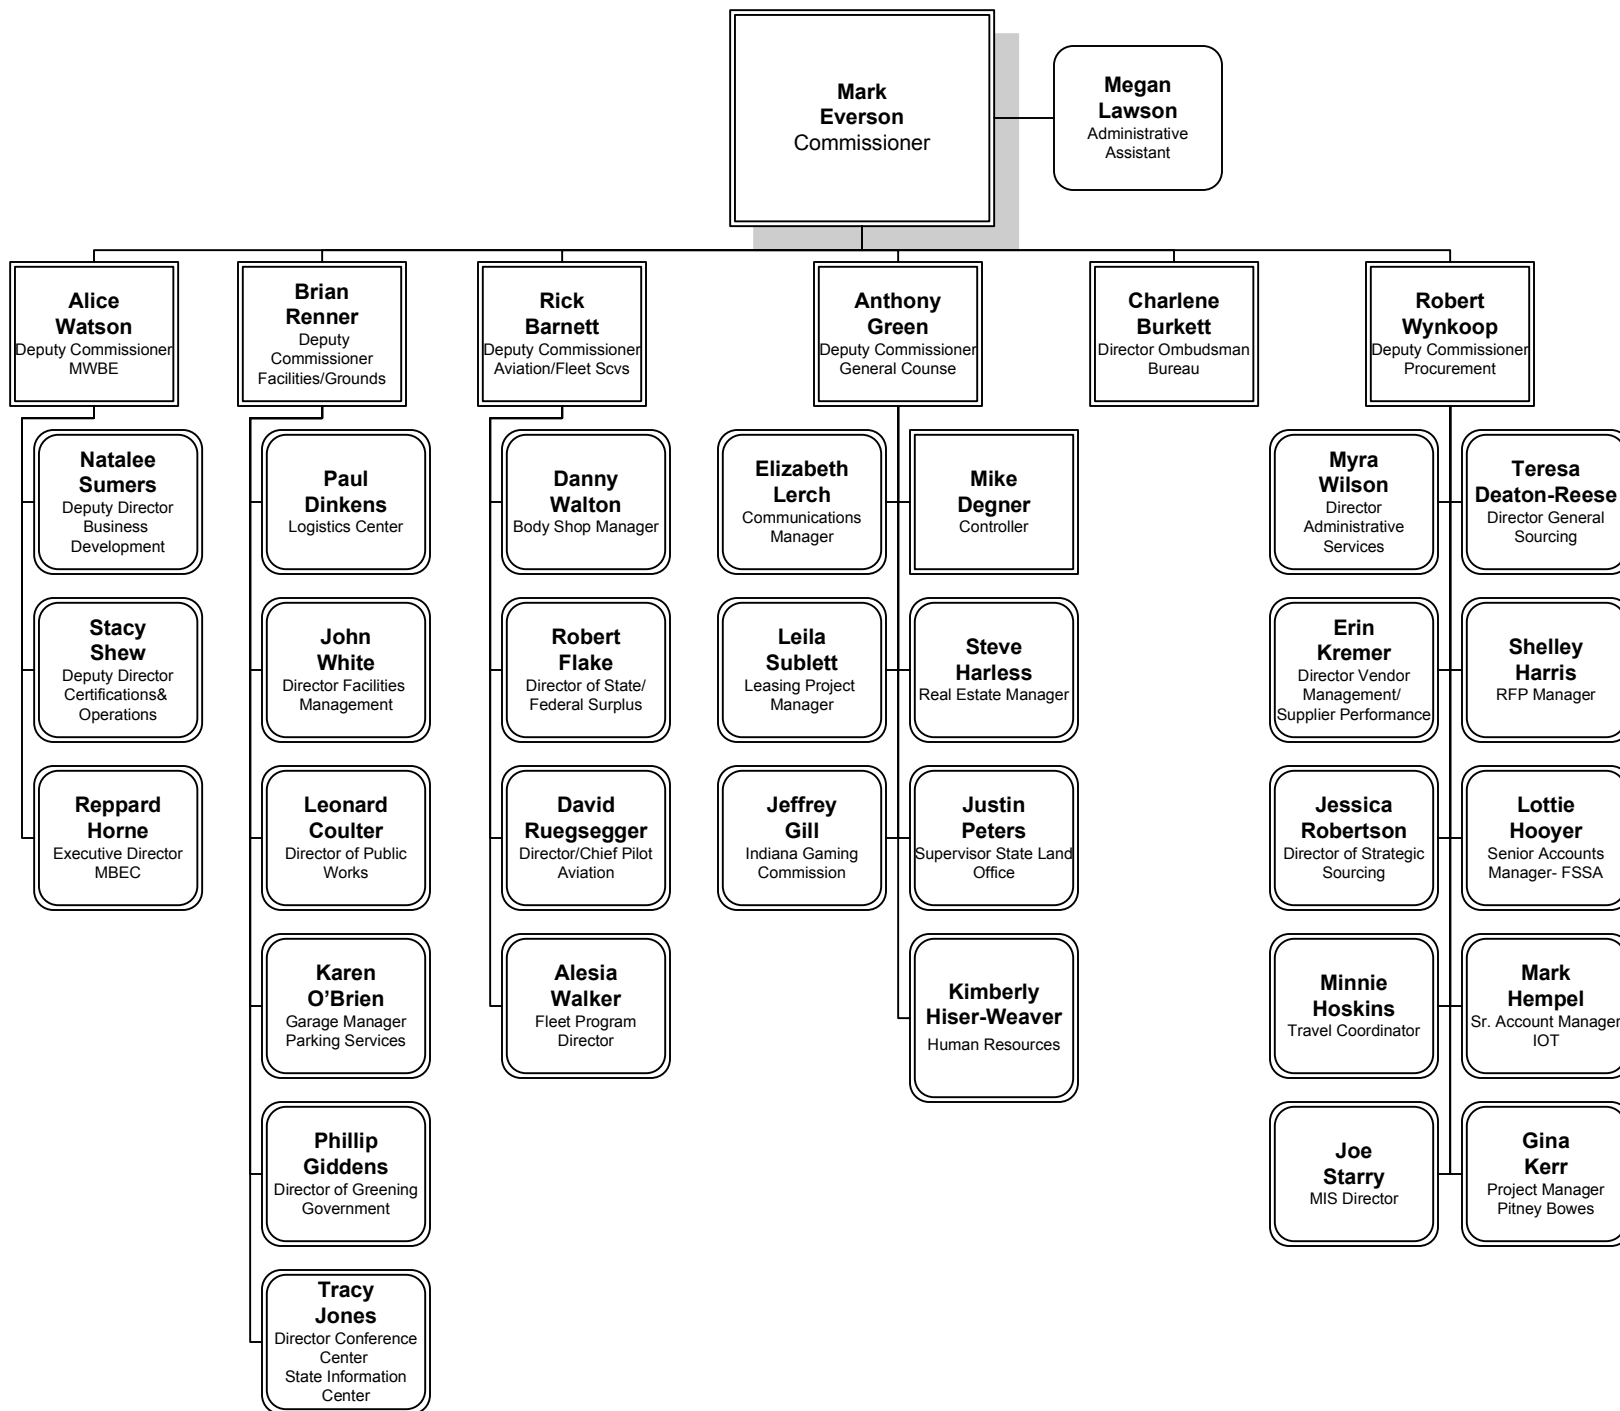 Mark
Everson
Commissioner
Megan
Lawson
Administrative
Assistant
Alice
Watson
Deputy Commissioner
MWBE
Brian
Renner
Deputy
Commissioner
Facilities/Grounds
Rick
Barnett
Deputy Commissioner
Aviation/Fleet Scvs
Anthony
Green
Deputy Commissioner
General Counse
Charlene
Burkett
Director Ombudsman
Bureau
Robert
Wynkoop
Deputy Commissioner
Procurement
Natalee
Sumers
Deputy Director
Business
Development
Paul
Dinkens
Logistics Center
Danny
Walton
Body Shop Manager
Elizabeth
Lerch
Communications
Manager
Mike
Degner
Controller
Myra
Wilson
Director
Administrative
Services
Teresa
Deaton-Reese
Director General
Sourcing
Stacy
Shew
Deputy Director
Certifications&
Operations
John
White
Director Facilities
Management
Robert
Flake
Director of State/
Federal Surplus
Leila
Sublett
Leasing Project
Manager
Steve
Harless
Real Estate Manager
Erin
Kremer
Director Vendor
Management/
Supplier Performance
Shelley
Harris
RFP Manager
Reppard
Horne
Executive Director
MBEC
Leonard
Coulter
Director of Public
Works
David
Ruegsegger
Director/Chief Pilot
Aviation
Jeffrey
Gill
Indiana Gaming
Commission
Justin
Peters
Supervisor State Land
Office
Jessica
Robertson
Director of Strategic
Sourcing
Lottie
Hooyer
Senior Accounts
Manager- FSSA
Karen
O’Brien
Garage Manager
Parking Services
Alesia
Walker
Fleet Program
Director
Kimberly
Hiser-Weaver
Human Resources
Minnie
Hoskins
Travel Coordinator
Mark
Hempel
Sr. Account Manager
IOT
Phillip
Giddens
Director of Greening
Government
Joe
Starry
MIS Director
Gina
Kerr
Project Manager
Pitney Bowes
Tracy
Jones
Director Conference
Center
State Information
Center